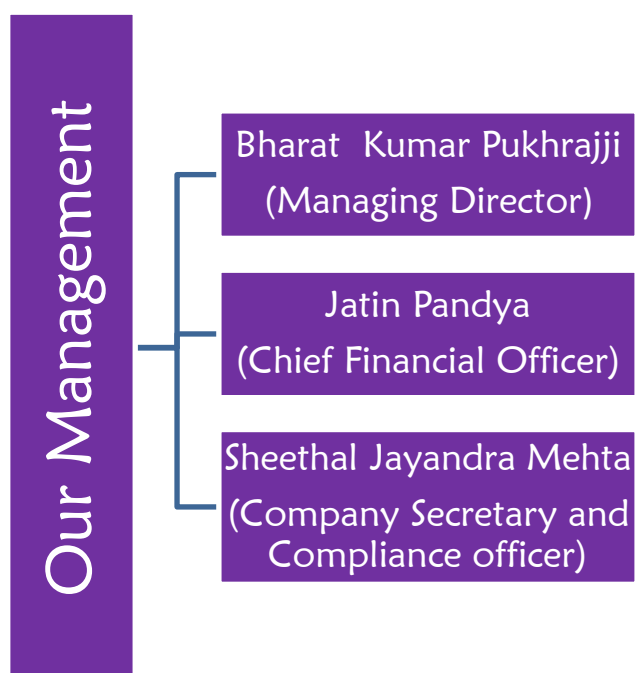 Our Management
Bharat Kumar Pukhrajji
(Managing Director)
Jatin Pandya
(Chief Financial Officer)
Sheethal Jayandra Mehta
(Company Secretary and
Compliance officer)